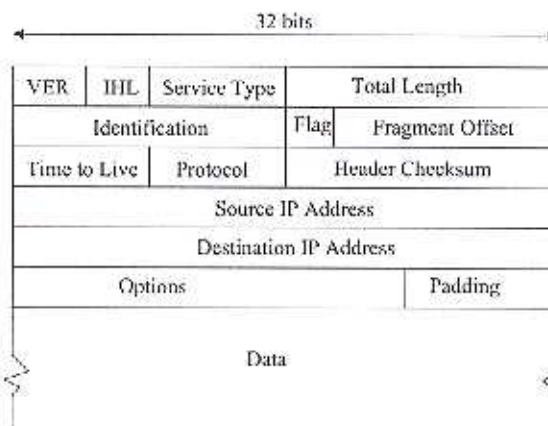 32 bits
VER IHL Service Type Total Length
Identification Flag Fragment Offset
Time to Live Protocol Header Checksum
Source IP Address
Destination IP Address
Options Padding
Data